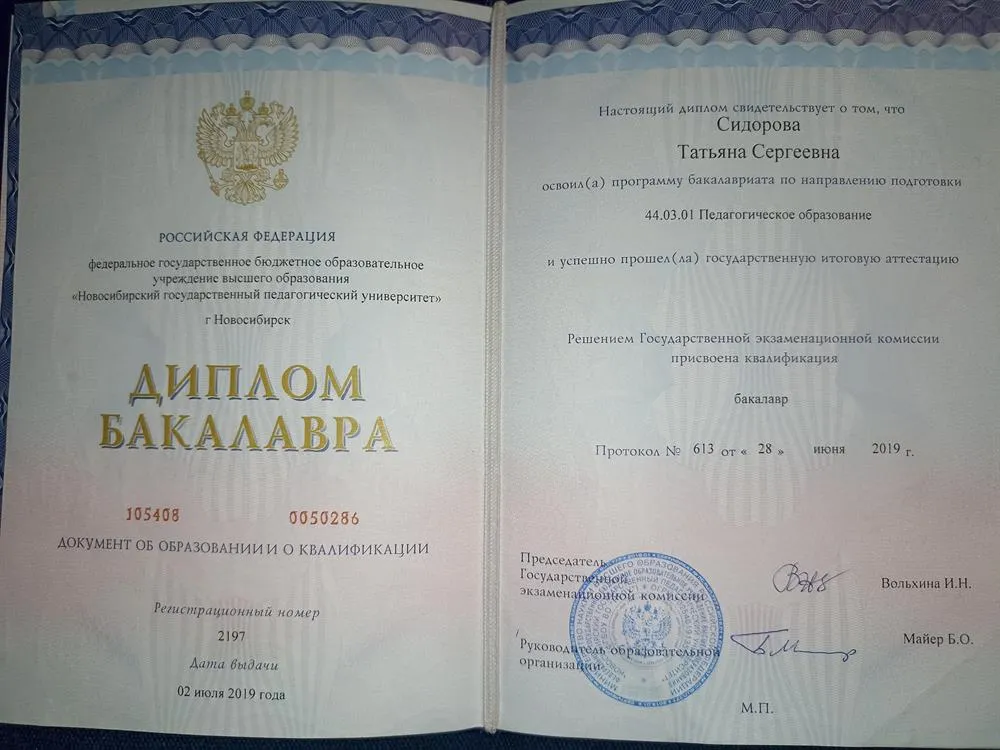 РОССИЙСКАЯ ФЕДЕРАЦИЯ
федеральное государственное бюджетное образовательное
учреждение высшего образования
«Новосибирский государственный педагогический университет»
г Новосибирск
ДИПЛОМ
БАКАЛАВРА
105408 0050286
ДОКУМЕНТ ОБ ОБРАЗОВАНИИ И О КВАЛИФИКАЦИИ
Регистрационный номер
2197
Дата выдачи
02 июля 2019 года
Настоящий диплом свидетельствует о том, что
Сидорова
Татьяна Сергеевна
освоил(а) программу бакалавриата по направлению подготовки
44.03.01 Педагогическое образование
и успешно прошел(ла) государственную итоговую аттестацию
Решением Государственной экзаменационной комиссии
присвоена квалификация
бакалавр
Протокол № 613 от « 28 » июня 2019 г.
Председатель
Государственной
экзаменационной комиссии
Вольхина И.Н.
Руководитель образовательной
организации
Майер Б.О.
М.П.